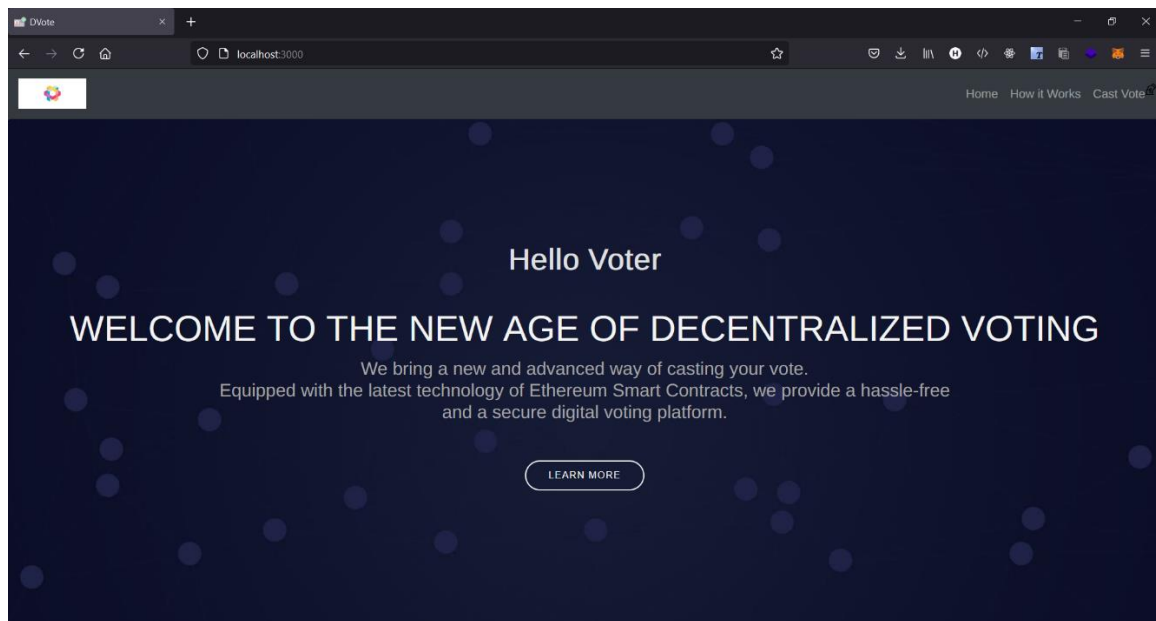 DVote
localhost:3000
Home How it Works Cast Vote
Hello Voter
WELCOME TO THE NEW AGE OF DECENTRALIZED VOTING
We bring a new and advanced way of casting your vote.
Equipped with the latest technology of Ethereum Smart Contracts, we provide a hassle-free
and a secure digital voting platform.
LEARN MORE